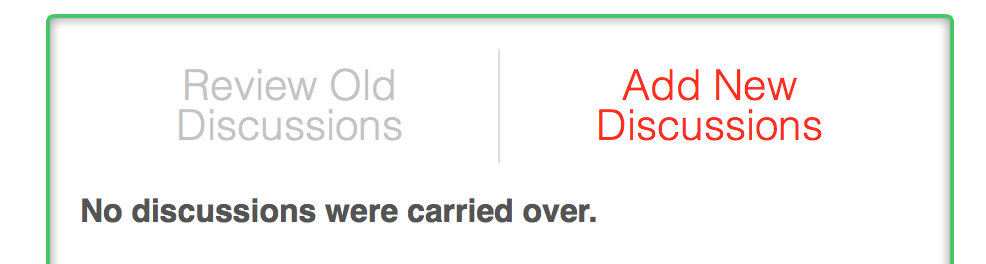 Review Old
Discussions
Add New
Discussions
No discussions were carried over.